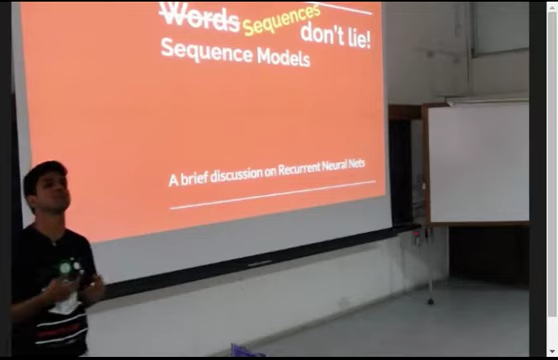 Words Sequences
don't lie!
Sequence Models
A brief discussion on Recurrent Neural Nets